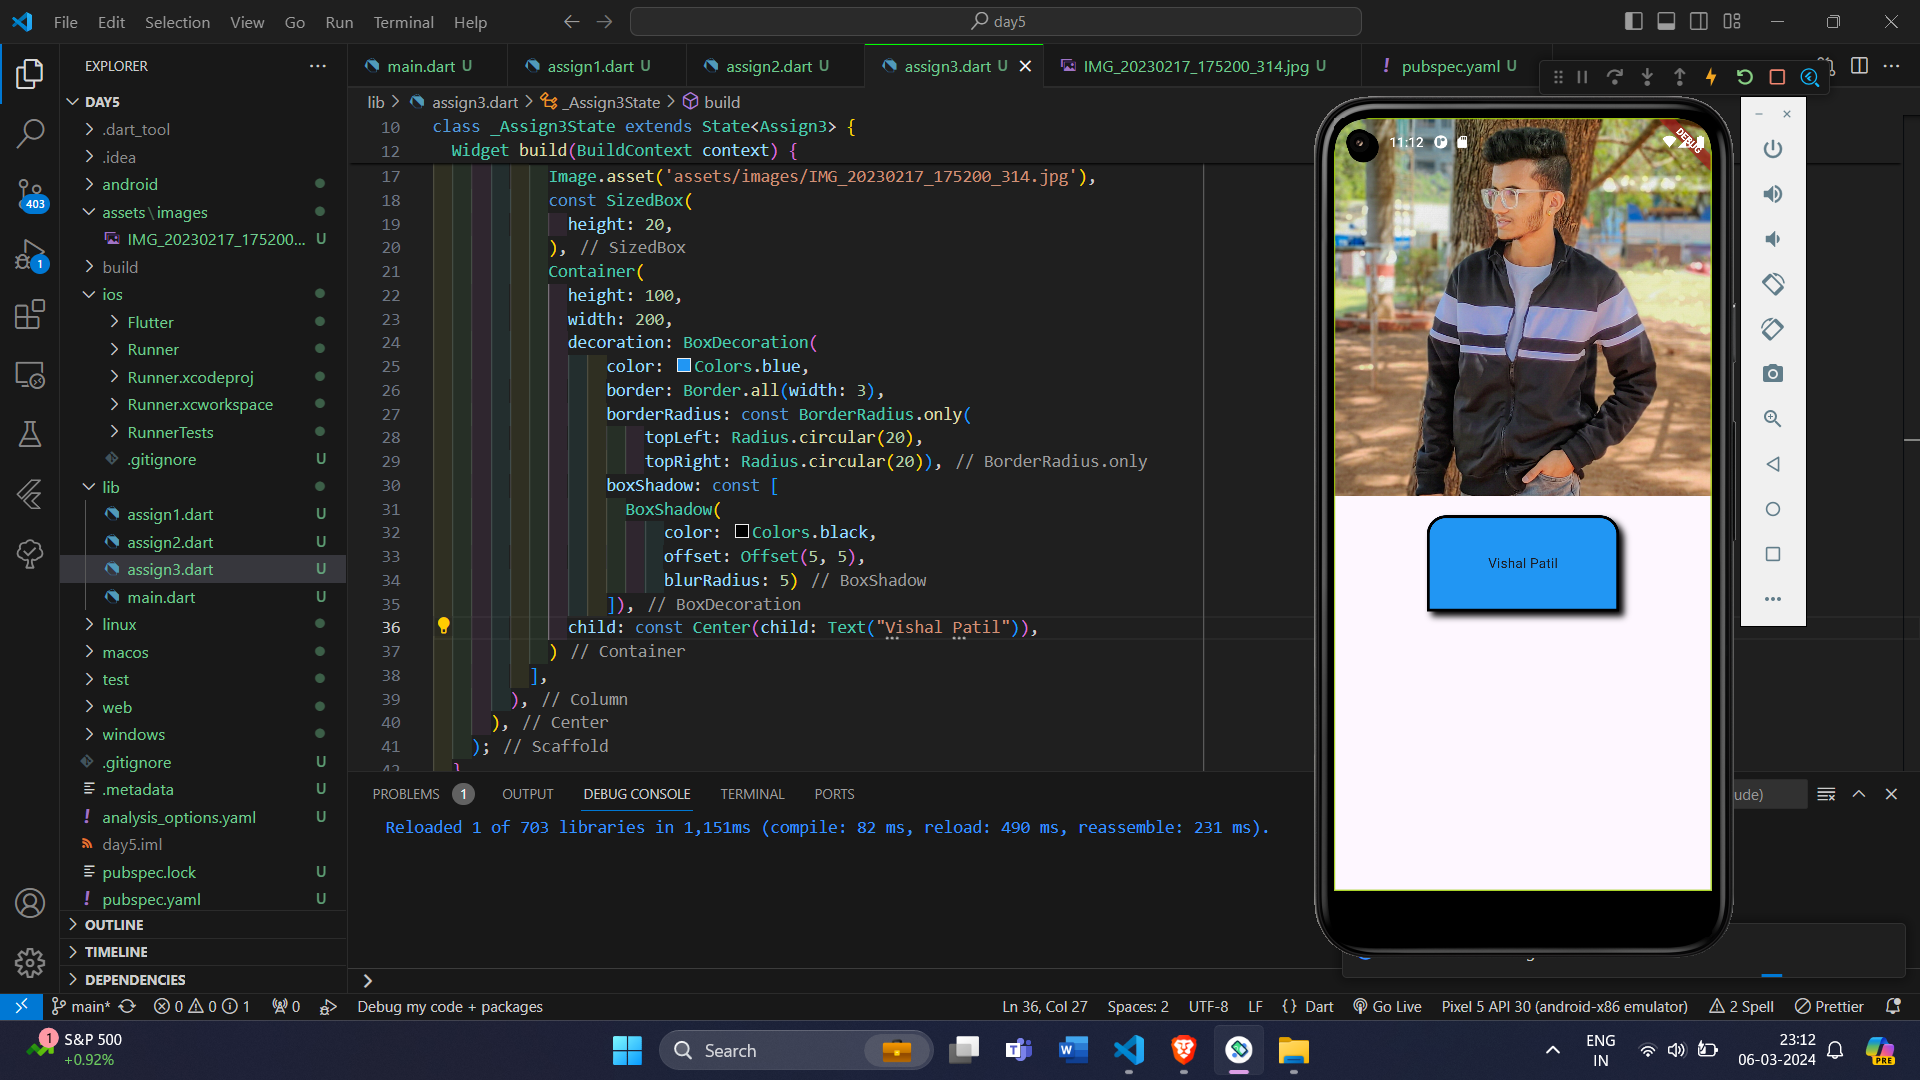 File Edit Selection View Go Run Terminal Help
day5
EXPLORER
DAY5
.dart_tool
.idea
android
assets\images
IMG_20230217_175200... U
build
ios
Flutter
Runner
Runner.xcodeproj
Runner.xcworkspace
RunnerTests
.gitignore U
lib
assign1.dart U
assign2.dart U
assign3.dart U
main.dart U
linux
macos
test
web
windows
.gitignore U
.metadata U
analysis_options.yaml U
day5.iml
pubspec.lock U
pubspec.yaml U
OUTLINE
TIMELINE
DEPENDENCIES
403
1
main.dart U assign1.dart U assign2.dart U assign3.dart U IMG_20230217_175200_314.jpg U pubspec.yaml U
lib > assign3.dart > _Assign3State > build
10 class _Assign3State extends State<Assign3> {
12 Widget build(BuildContext context) {
17 Image.asset('assets/images/IMG_20230217_175200_314.jpg'),
18 const SizedBox(
19 height: 20,
20 ), // SizedBox
21 Container(
22 height: 100,
23 width: 200,
24 decoration: BoxDecoration(
25 color: Colors.blue,
26 border: Border.all(width: 3),
27 borderRadius: const BorderRadius.only(
28 topLeft: Radius.circular(20),
29 topRight: Radius.circular(20)), // BorderRadius.only
30 boxShadow: const [
31 BoxShadow(
32 color: Colors.black,
33 offset: Offset(5, 5),
34 blurRadius: 5) // BoxShadow
35 ]), // BoxDecoration
36 child: const Center(child: Text("Vishal Patil")),
37 ) // Container
38 ],
39 ), // Column
40 ), // Center
41 ); // Scaffold
42 }
11:12
DEBUG
Vishal Patil
PROBLEMS 1 OUTPUT DEBUG CONSOLE TERMINAL PORTS
ude)
Reloaded 1 of 703 libraries in 1,151ms (compile: 82 ms, reload: 490 ms, reassemble: 231 ms).
main* 0 0 1 0 Debug my code + packages
Ln 36, Col 27 Spaces: 2 UTF-8 LF {} Dart Go Live Pixel 5 API 30 (android-x86 emulator) 2 Spell Prettier
1
S&P 500
+0.92%
Search
ENG
IN
23:12
06-03-2024
PRE